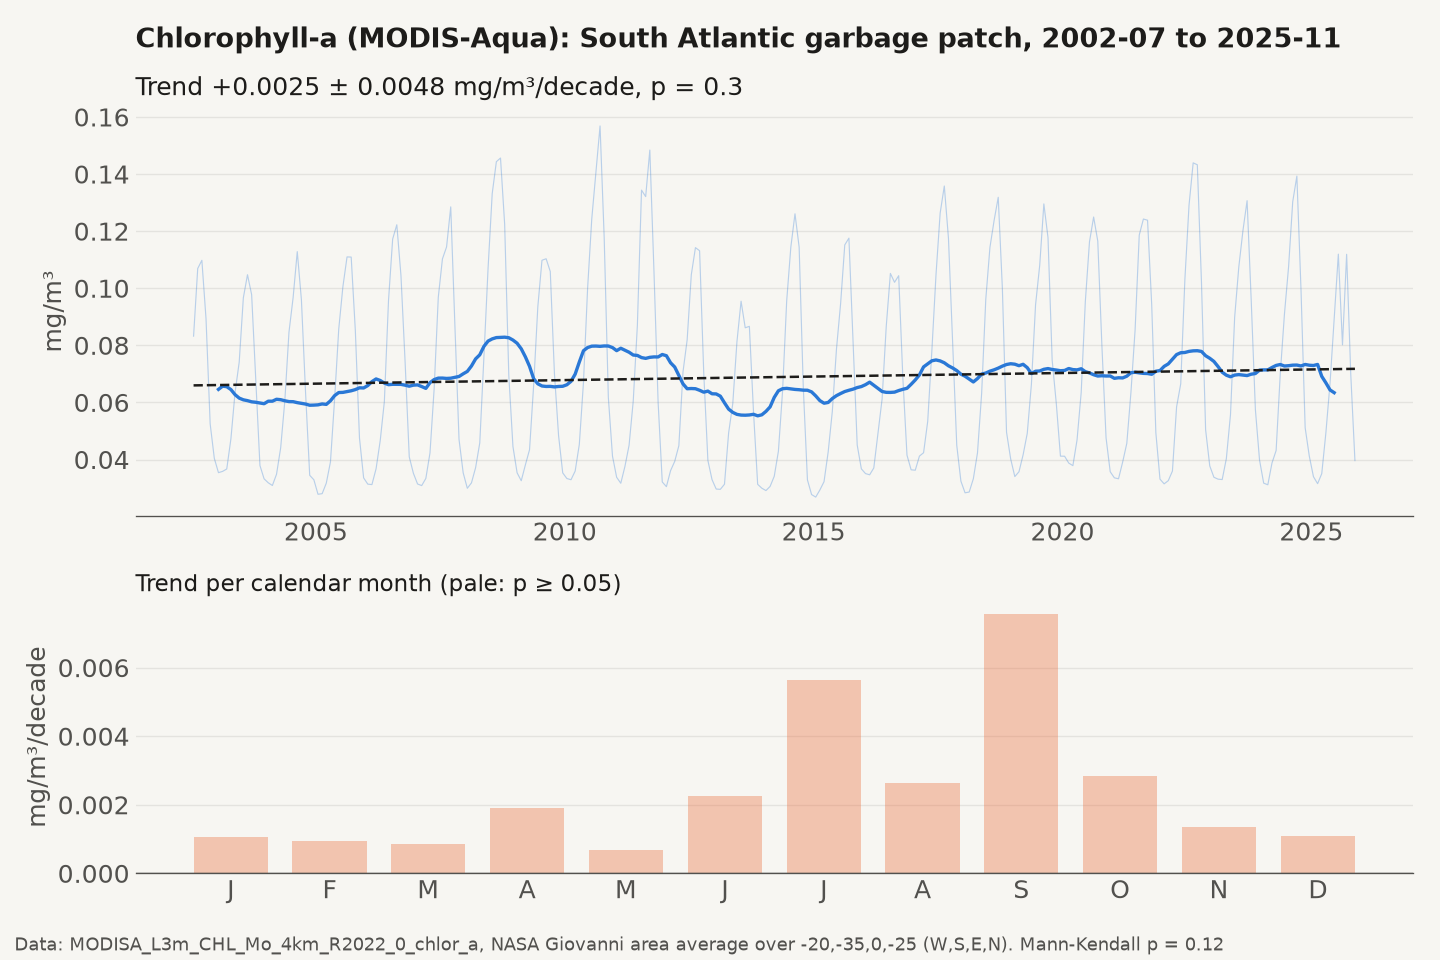 Chlorophyll-a (MODIS-Aqua): South Atlantic garbage patch, 2002-07 to 2025-11
Trend +0.0025 ± 0.0048 mg/m³/decade, p = 0.3
mg/m³
0.16
0.14
0.12
0.10
0.08
0.06
0.04
2005 2010 2015 2020 2025
Trend per calendar month (pale: p ≥ 0.05)
mg/m³/decade
0.006
0.004
0.002
0.000
J F M A M J J A S O N D
Data: MODISA_L3m_CHL_Mo_4km_R2022_0_chlor_a, NASA Giovanni area average over -20,-35,0,-25 (W,S,E,N). Mann-Kendall p = 0.12